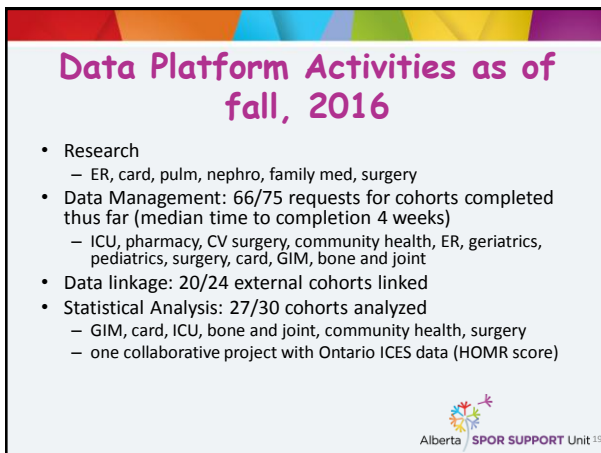 Data Platform Activities as of
fall, 2016
• Research
– ER, card, pulm, nephro, family med, surgery
• Data Management: 66/75 requests for cohorts completed
thus far (median time to completion 4 weeks)
– ICU, pharmacy, CV surgery, community health, ER, geriatrics,
pediatrics, surgery, card, GIM, bone and joint
• Data linkage: 20/24 external cohorts linked
• Statistical Analysis: 27/30 cohorts analyzed
– GIM, card, ICU, bone and joint, community health, surgery
– one collaborative project with Ontario ICES data (HOMR score)
Alberta SPOR SUPPORT Unit 19